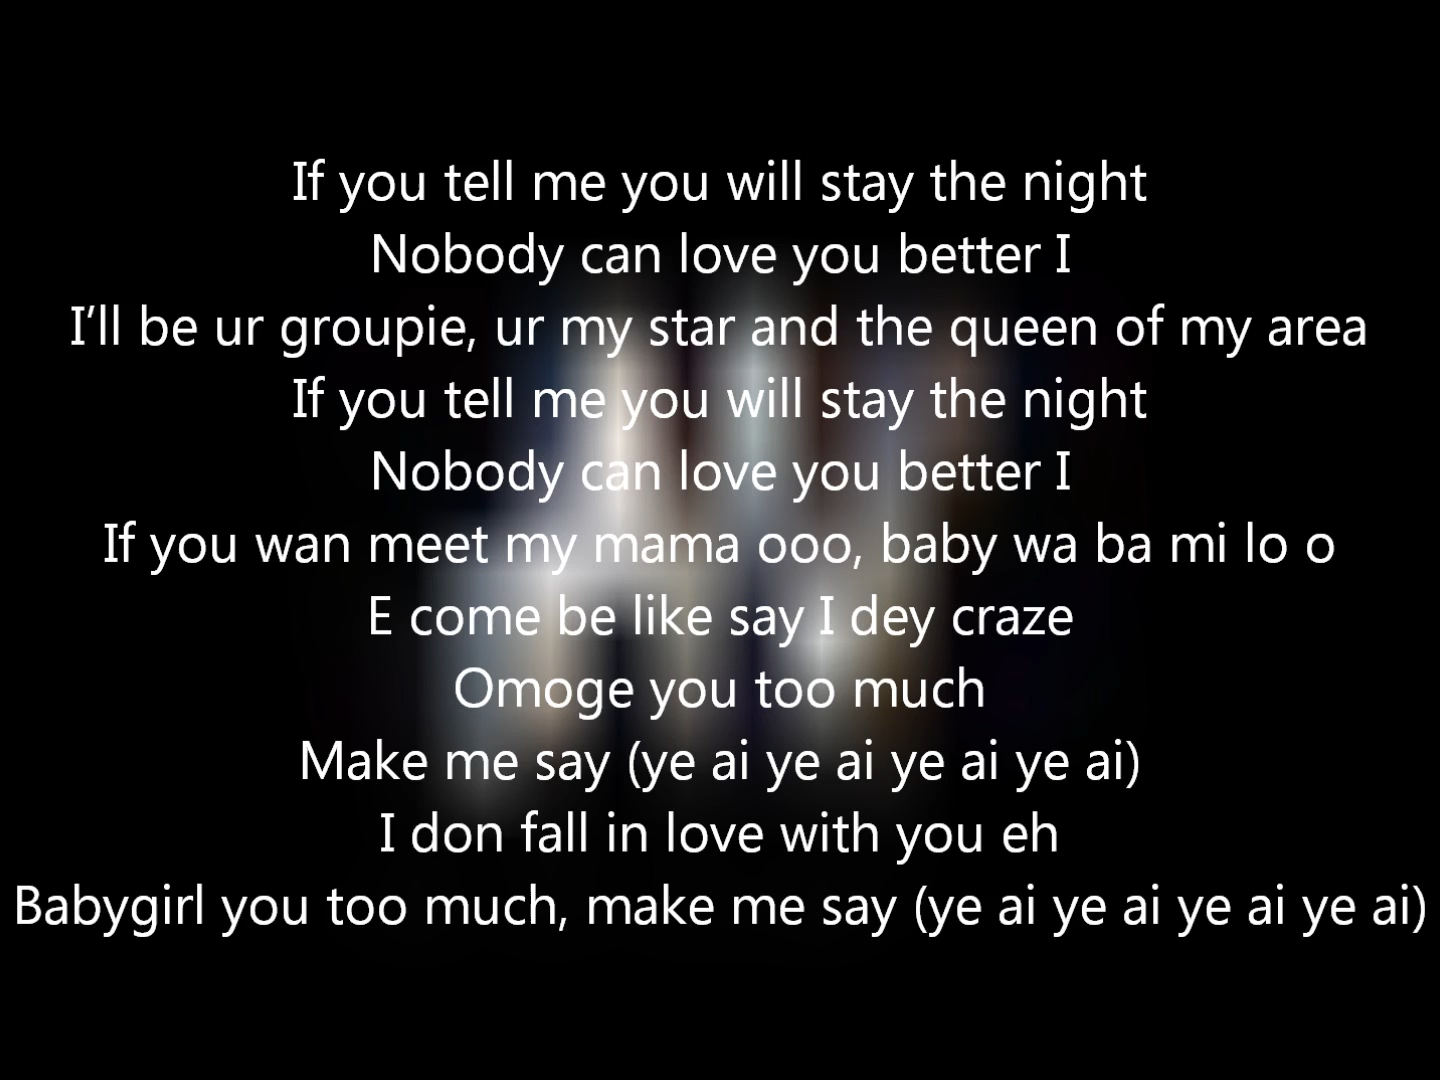 If you tell me you will stay the night
Nobody can love you better I
I’ll be ur groupie, ur my star and the queen of my area
If you tell me you will stay the night
Nobody can love you better I
If you wan meet my mama ooo, baby wa ba mi lo o
E come be like say I dey craze
Omoge you too much
Make me say (ye ai ye ai ye ai ye ai)
I don fall in love with you eh
Babygirl you too much, make me say (ye ai ye ai ye ai ye ai)